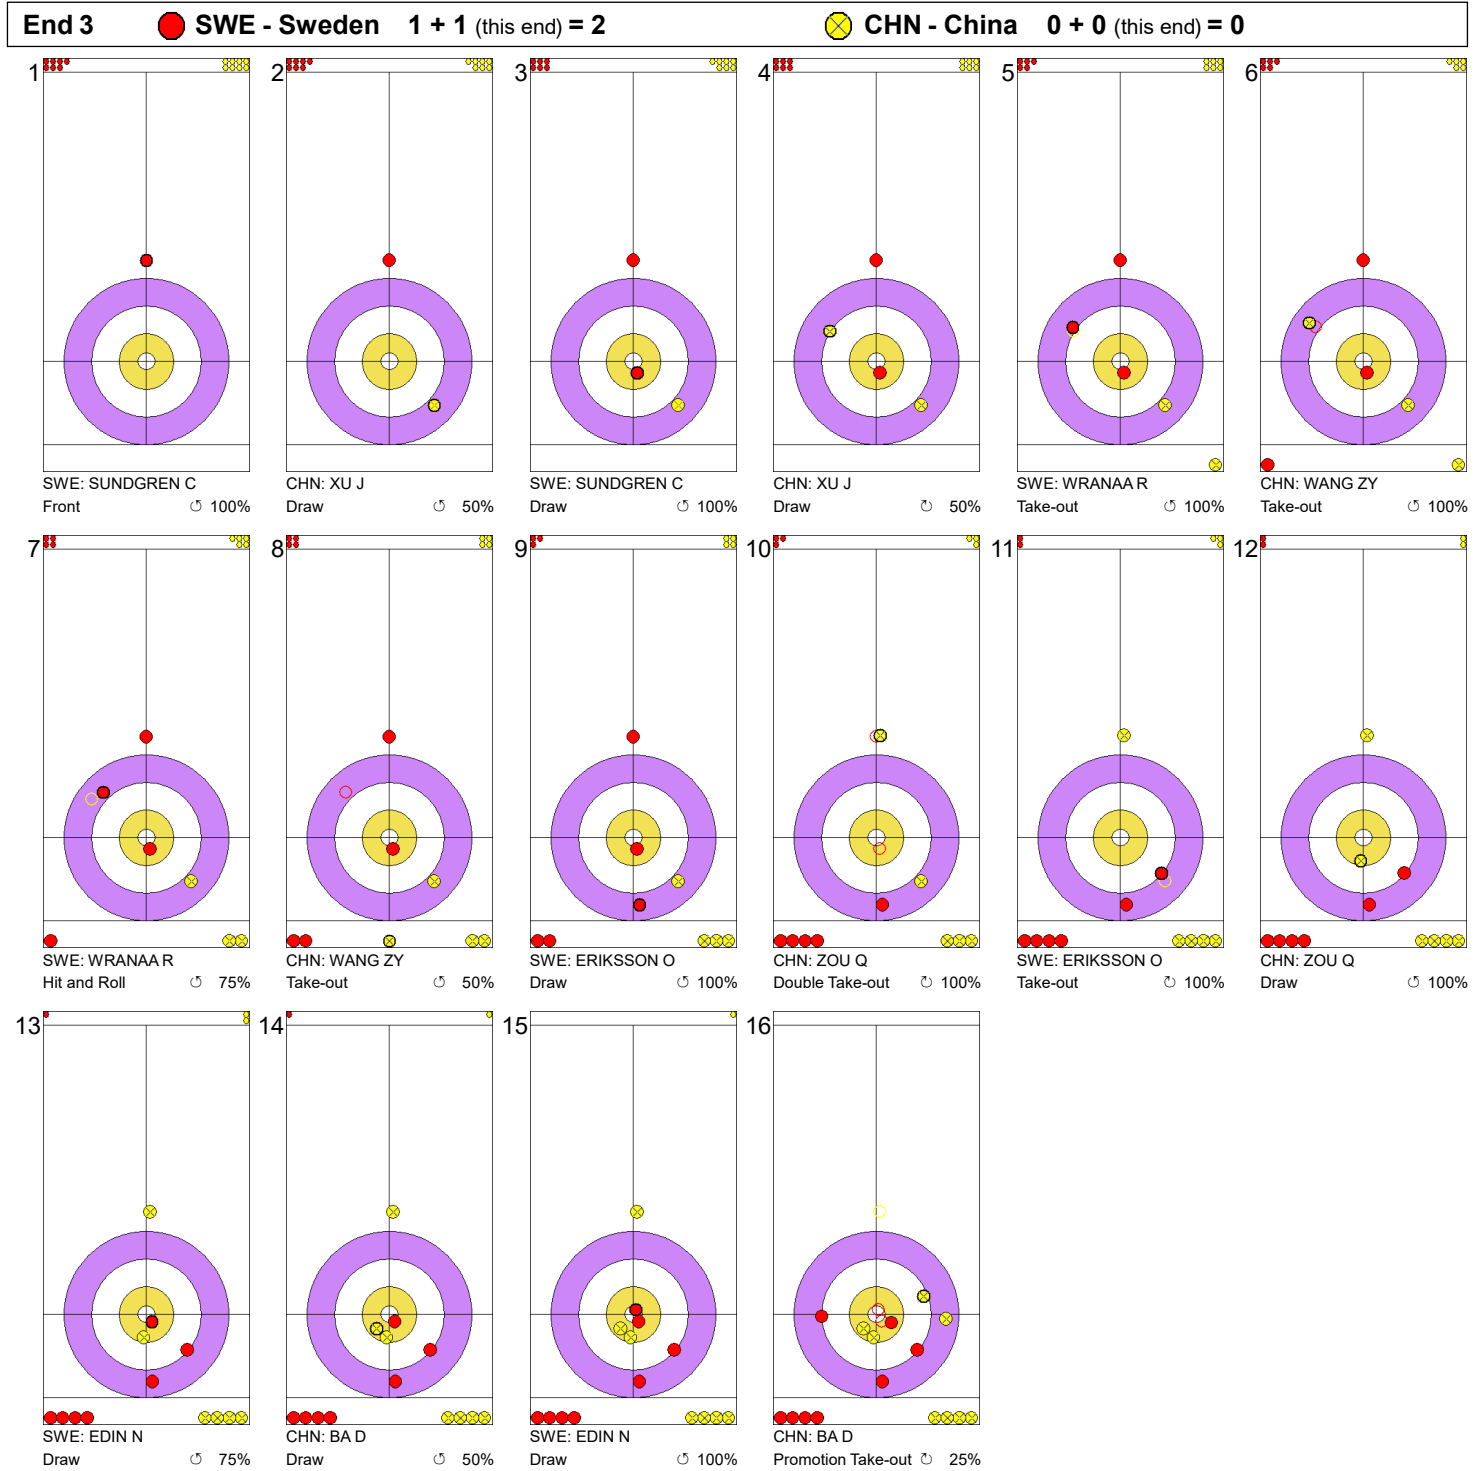 End 3 SWE - Sweden 1 + 1 (this end) = 2 CHN - China 0 + 0 (this end) = 0
1 2 3 4 5 6
SWE: SUNDGREN C CHN: XU J SWE: SUNDGREN C CHN: XU J SWE: WRANAA R CHN: WANG ZY
Front ↺ 100% Draw ↺ 50% Draw ↺ 100% Draw ↻ 50% Take-out ↺ 100% Take-out ↺ 100%
7 8 9 10 11 12
SWE: WRANAA R CHN: WANG ZY SWE: ERIKSSON O CHN: ZOU Q SWE: ERIKSSON O CHN: ZOU Q
Hit and Roll ↺ 75% Take-out ↺ 50% Draw ↺ 100% Double Take-out ↻ 100% Take-out ↻ 100% Draw ↻ 100%
13 14 15 16
SWE: EDIN N CHN: BA D SWE: EDIN N CHN: BA D
Draw ↺ 75% Draw ↺ 50% Draw ↺ 100% Promotion Take-out ↻ 25%